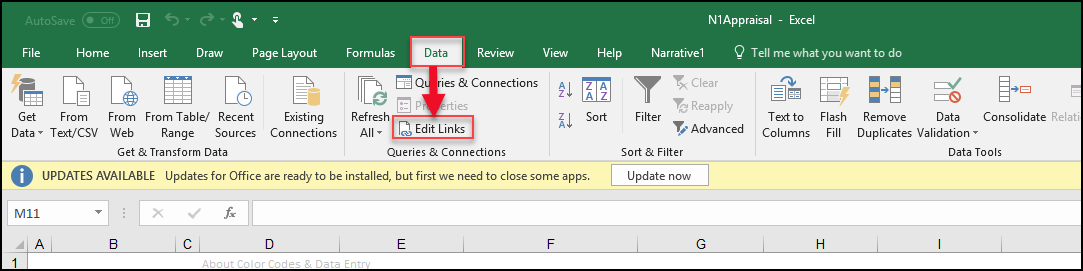 AutoSave Off N1Appraisal - Excel
File Home Insert Draw Page Layout Formulas Data Review View Help Narrative1 Tell me what you want to do
Get Data
From Text/CSV
From Web
From Table/ Range
Recent Sources
Existing Connections
Get & Transform Data
Refresh All
Queries & Connections
Properties
Edit Links
Queries & Connections
A Z
Z A
Z A A Z
Sort
Filter
Clear
Reapply
Advanced
Sort & Filter
Text to Columns
Flash Fill
Remove Duplicates
Data Validation
Consolidate
Relatio
Data Tools
UPDATES AVAILABLE Updates for Office are ready to be installed, but first we need to close some apps. Update now
M11 fx
A B C D E F G H I
1 About Color Codes & Data Entry